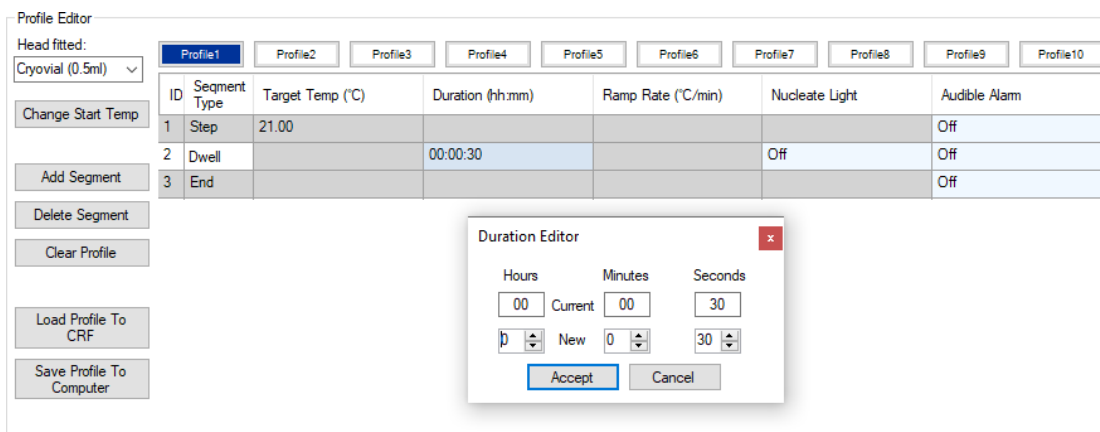 Profile Editor
Head fitted:
Cryovial (0.5ml)
Change Start Temp
Add Segment
Delete Segment
Clear Profile
Load Profile To
CRF
Save Profile To
Computer
Profile1 Profile2 Profile3 Profile4 Profile5 Profile6 Profile7 Profile8 Profile9 Profile10
ID Segment Type Target Temp (°C) Duration (hh:mm) Ramp Rate (°C/min) Nucleate Light Audible Alarm
1 Step 21.00 Off
2 Dwell 00:00:30 Off Off
3 End Off
Duration Editor
x
Hours Minutes Seconds
00 Current 00 30
0 New 0 30
Accept Cancel